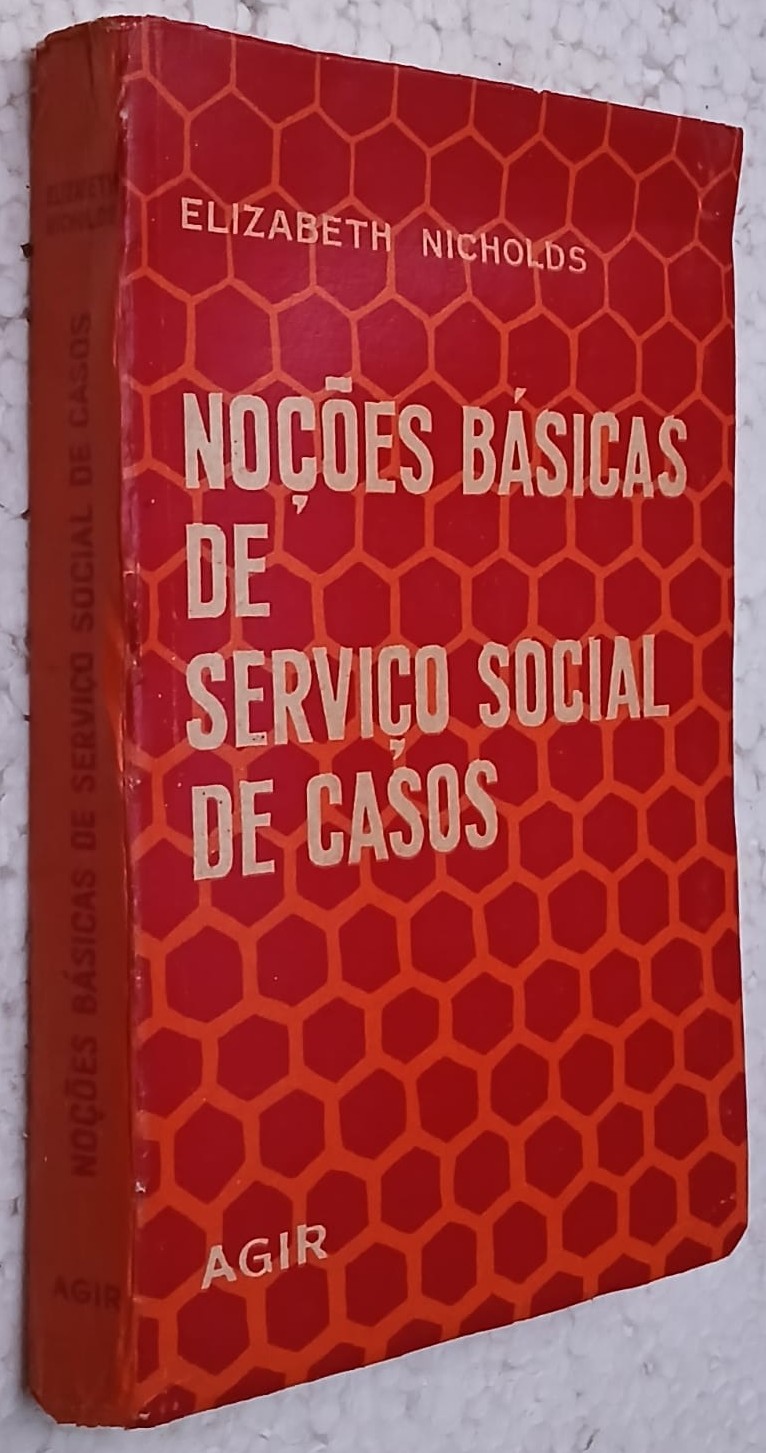 ELIZABETH NICHOLDS
NOÇÕES BÁSICAS
DE
SERVIÇO SOCIAL
DE CASOS
AGIR
ELIZABETH
NICHOLDS
NOÇÕES BÁSICAS DE SERVIÇO SOCIAL DE CASOS
AGIR